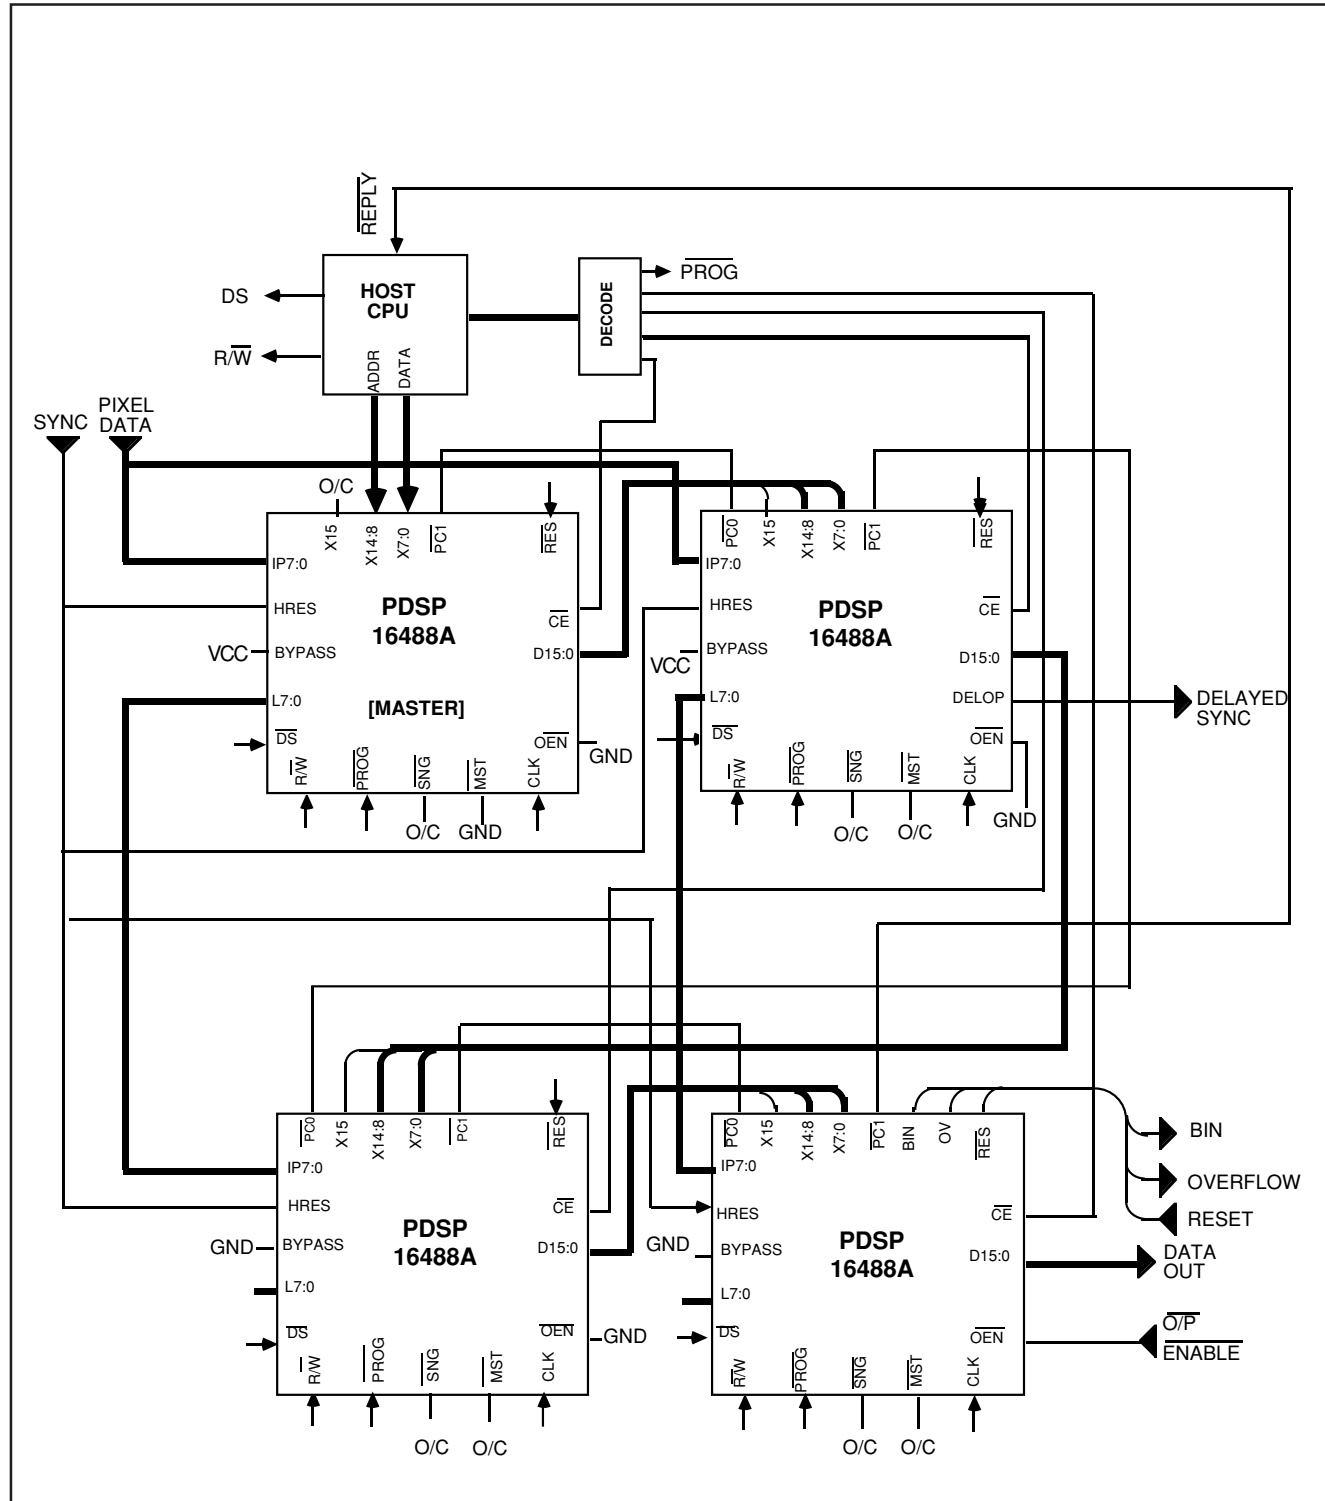 REPLY
HOST
CPU
DECODE
PROG
DS
R/W
ADDR
DATA
SYNC
PIXEL
DATA
O/C
X15
X14:8
X7:0
PC1
RES
IP7:0
HRES
PDSP
16488A
CE
VCC
BYPASS
D15:0
L7:0
[MASTER]
DS
OEN
GND
R/W
PROG
SNG
MST
CLK
O/C
GND
PC0
X15
X14:8
X7:0
PC1
RES
IP7:0
HRES
PDSP
16488A
CE
VCC
BYPASS
D15:0
L7:0
DELOP
DELAYED
SYNC
DS
OEN
R/W
PROG
SNG
MST
CLK
O/C
O/C
GND
PC0
X15
X14:8
X7:0
PC1
RES
IP7:0
HRES
CE
PDSP
16488A
GND
BYPASS
D15:0
L7:0
DS
OEN
GND
R/W
PROG
SNG
MST
CLK
O/C
O/C
PC0
X15
X14:8
X7:0
PC1
BIN
OV
RES
IP7:0
HRES
CE
PDSP
16488A
GND
BYPASS
D15:0
L7:0
DS
OEN
R/W
PROG
SNG
MST
CLK
O/C
O/C
BIN
OVERFLOW
RESET
DATA
OUT
O/P
ENABLE